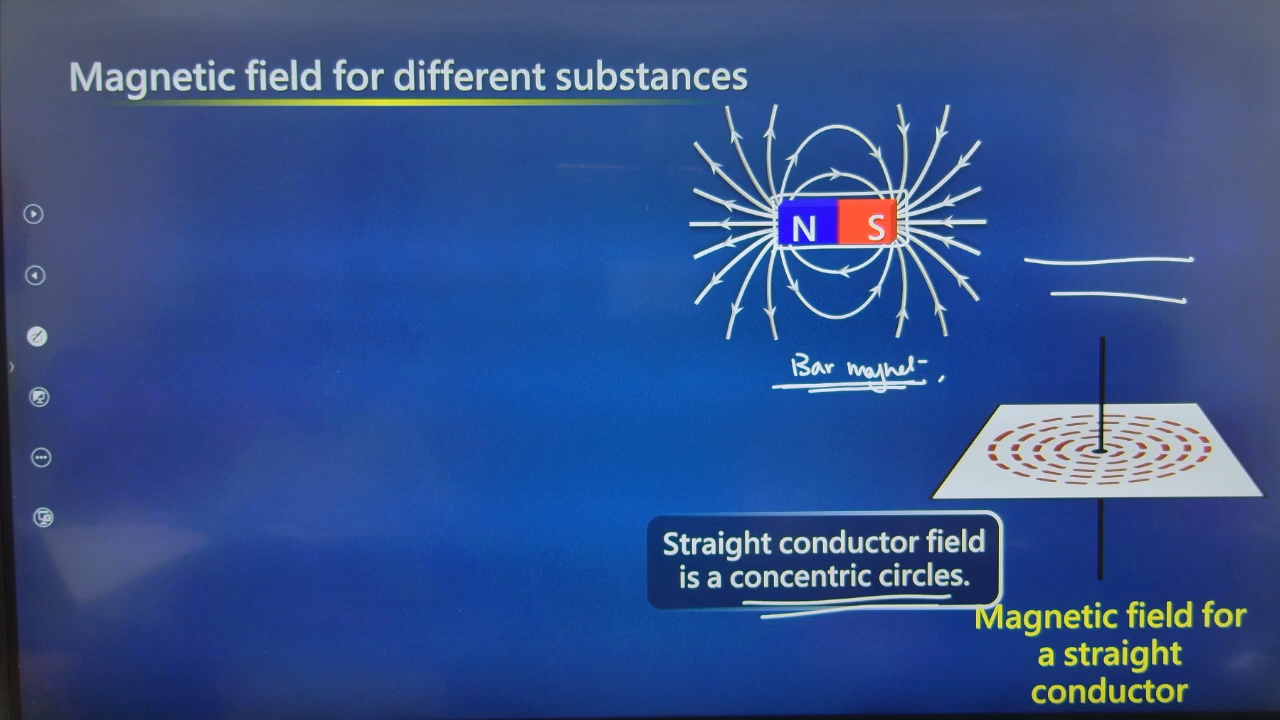 Magnetic field for different substances
N S
Bar magnet
Straight conductor field
is a concentric circles.
Magnetic field for
a straight
conductor